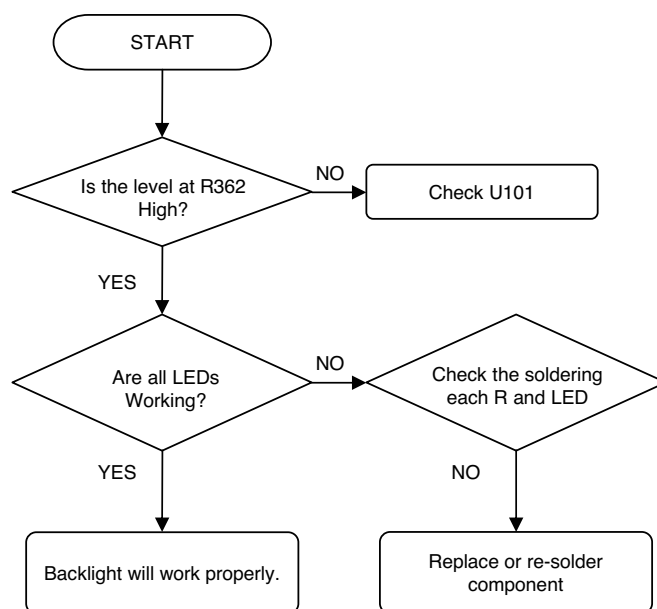 START
Is the level at R362
High?
NO
Check U101
YES
Are all LEDs
Working?
NO
Check the soldering
each R and LED
YES
NO
Backlight will work properly.
Replace or re-solder
component